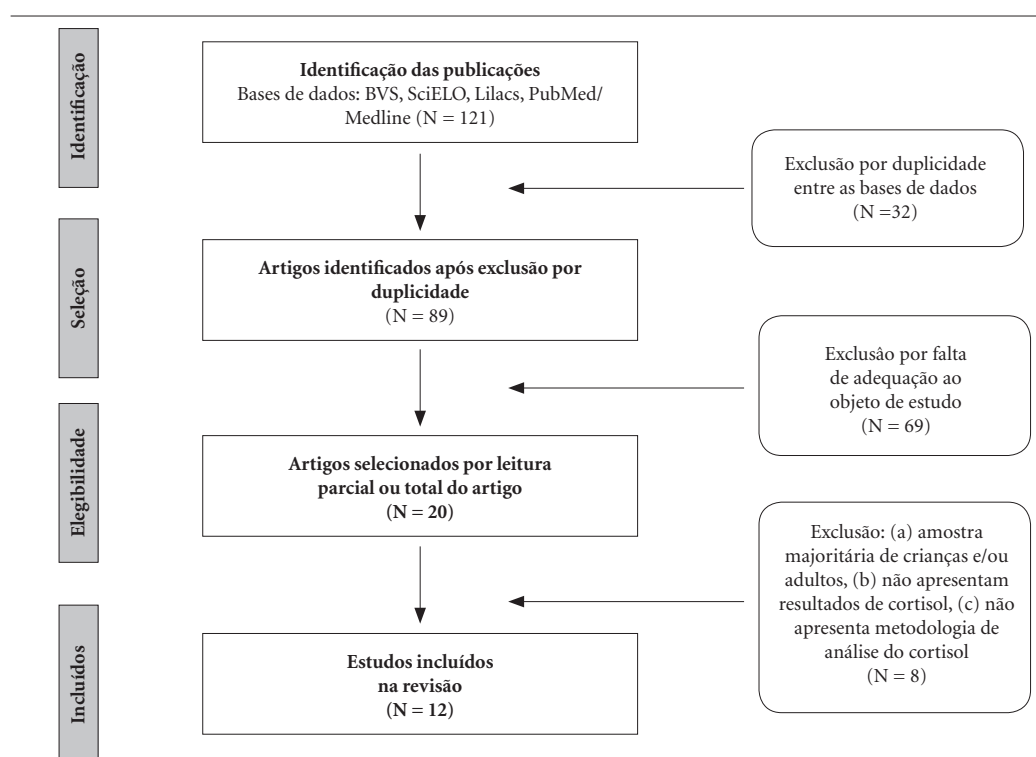 Identificação
Identificação das publicações
Bases de dados: BVS, SciELO, Lilacs, PubMed/
Medline (N = 121)
Exclusão por duplicidade
entre as bases de dados
(N =32)
Seleção
Artigos identificados após exclusão por
duplicidade
(N = 89)
Exclusâo por falta
de adequação ao
objeto de estudo
(N = 69)
Elegibilidade
Artigos selecionados por leitura
parcial ou total do artigo
(N = 20)
Exclusão: (a) amostra
majoritária de crianças e/ou
adultos, (b) não apresentam
resultados de cortisol, (c) não
apresenta metodologia de
análise do cortisol
(N = 8)
Incluídos
Estudos incluídos
na revisão
(N = 12)